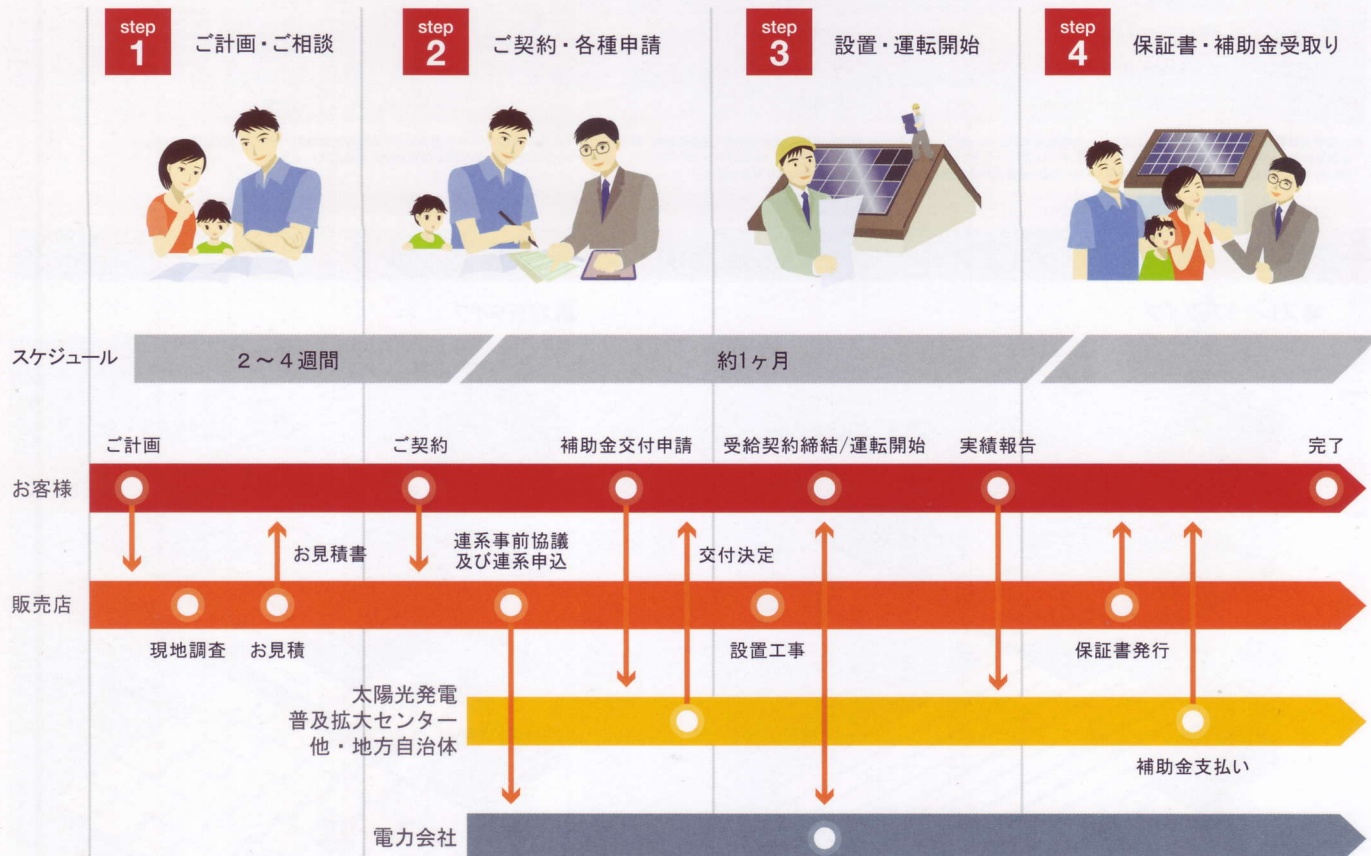 step
1
ご計画・ご相談
step
2
ご契約・各種申請
step
3
設置・運転開始
step
4
保証書・補助金受取り
スケジュール
2～4週間
約1ヶ月
ご計画
ご契約
補助金交付申請
受給契約締結/運転開始
実績報告
完了
お客様
お見積書
連系事前協議
及び連系申込
交付決定
販売店
現地調査
お見積
設置工事
保証書発行
太陽光発電
普及拡大センター
他・地方自治体
補助金支払い
電力会社